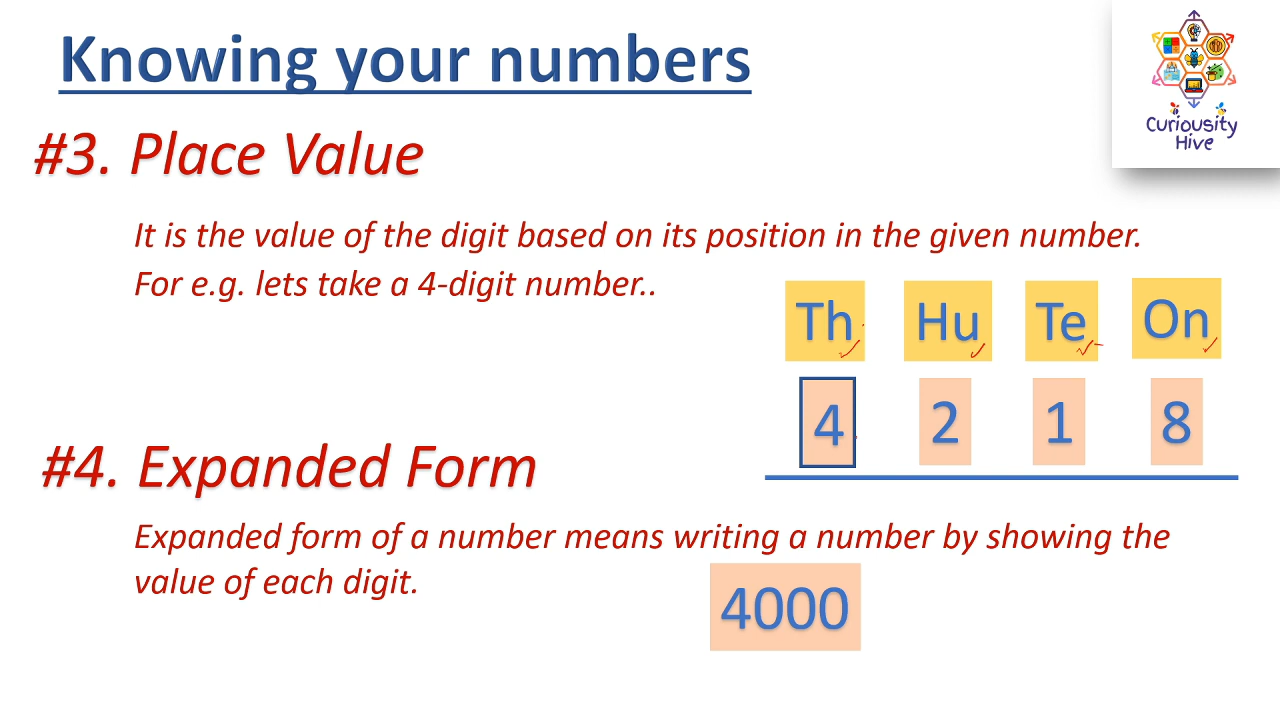 Knowing your numbers
Curiousity
Hive
#3. Place Value
It is the value of the digit based on its position in the given number.
For e.g. lets take a 4-digit number..
Th Hu Te On
4 2 1 8
#4. Expanded Form
Expanded form of a number means writing a number by showing the
value of each digit.
4000